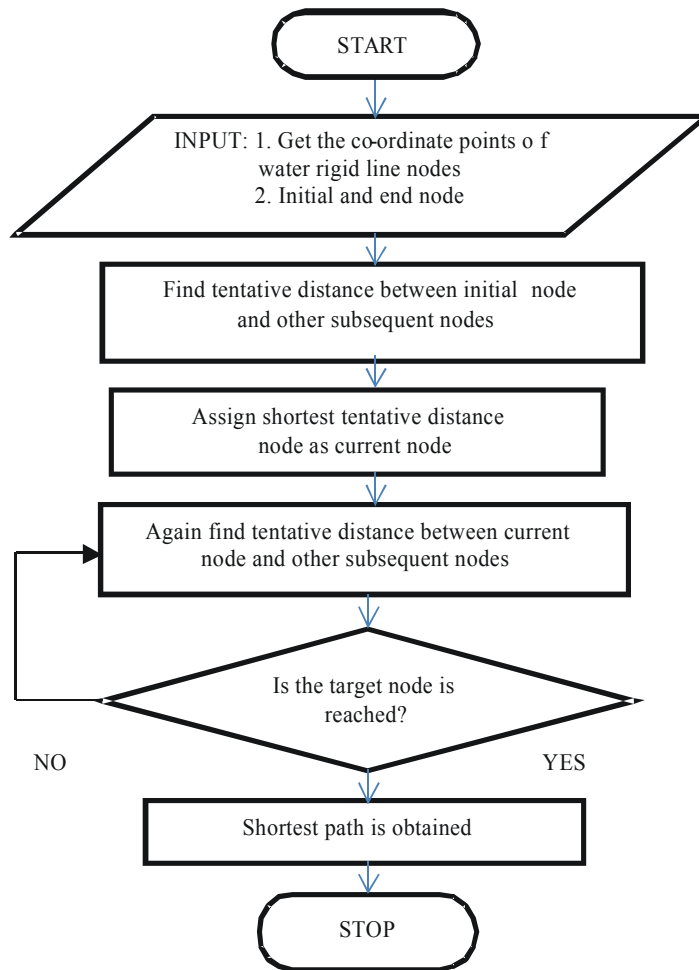 START
INPUT: 1. Get the co-ordinate points o f
water rigid line nodes
2. Initial and end node
Find tentative distance between initial node
and other subsequent nodes
Assign shortest tentative distance
node as current node
Again find tentative distance between current
node and other subsequent nodes
Is the target node is
reached?
NO
YES
Shortest path is obtained
STOP